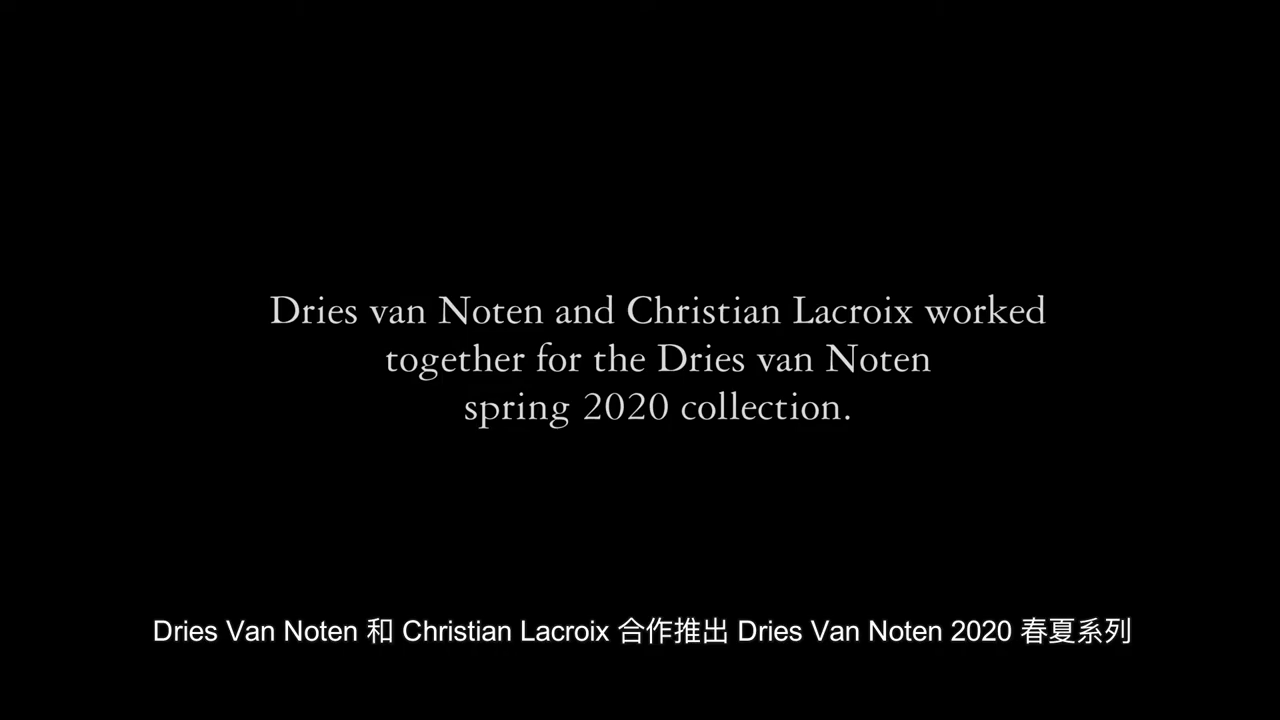 Dries van Noten and Christian Lacroix worked
together for the Dries van Noten
spring 2020 collection.
Dries Van Noten 和 Christian Lacroix 合作推出 Dries Van Noten 2020 春夏系列